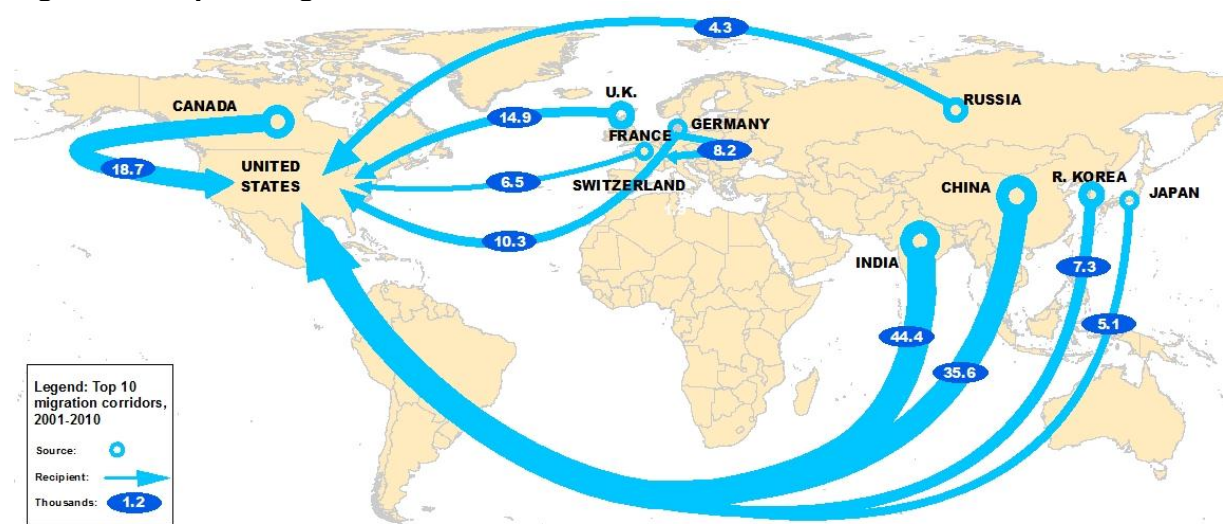 4.3
RUSSIA
U.K.
CANADA
14.9
GERMANY
FRANCE
8.2
UNITED
STATES
18.7
6.5
SWITZERLAND
CHINA
R. KOREA
JAPAN
10.3
INDIA
7.3
44.4
5.1
35.6
Legend: Top 10
migration corridors,
2001-2010
Source:
Recipient:
Thousands: 1.2